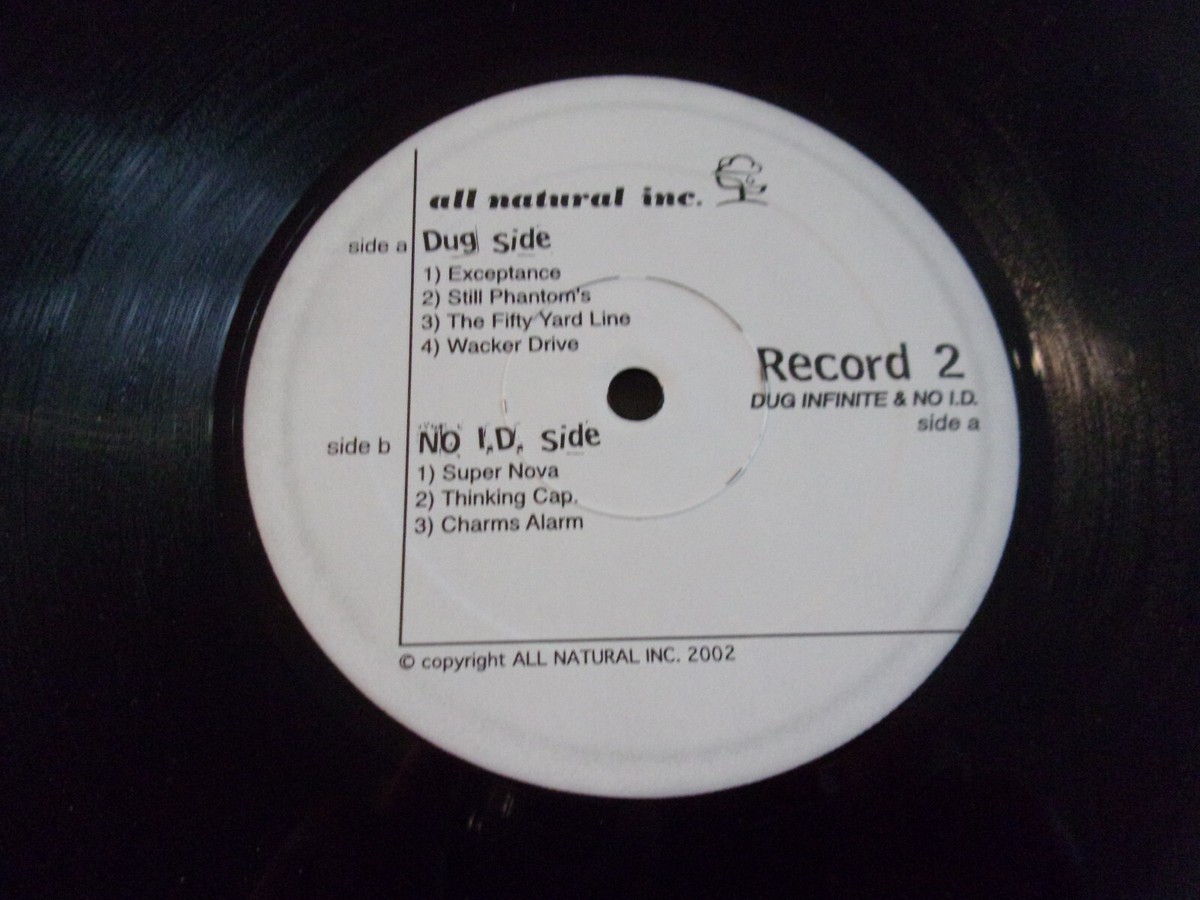 all natural inc.
side a Dug side
1) Exceptance
2) Still Phantom's
3) The Fifty Yard Line
4) Wacker Drive
Record 2
DUG INFINITE & NO I.D.
side a
side b NO I.D. side
1) Super Nova
2) Thinking Cap.
3) Charms Alarm
© copyright ALL NATURAL INC. 2002